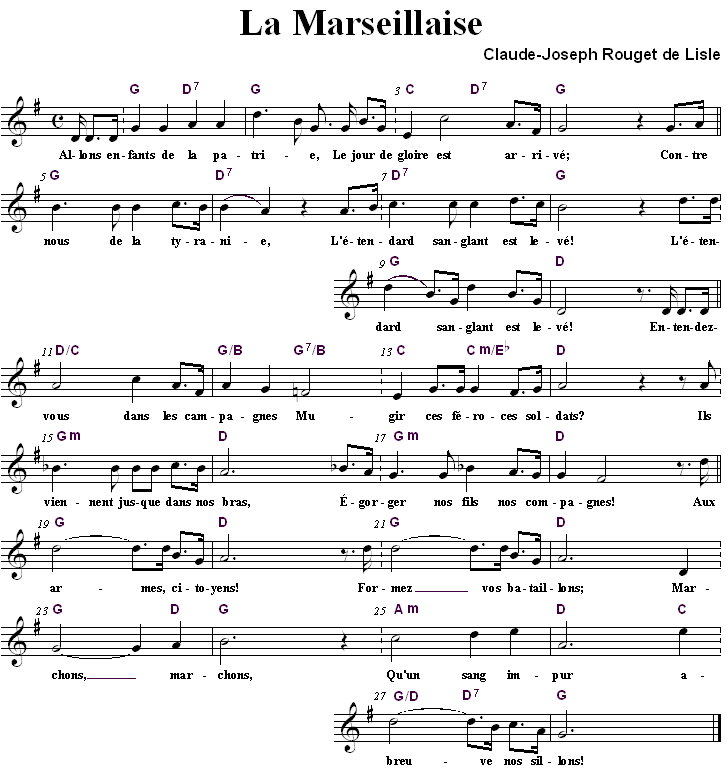 La Marseillaise
Claude-Joseph Rouget de Lisle
G D7 G 3 C D7 G
Al-lons en-fants de la pa-tri-e, Le jour de gloire est ar-ri-vé; Contre
5 G D7 7 D7 G
nous de la ty-ra-ni-e, L'é-ten-dard san-glant est le-vé! L'é-ten-
9 G D
dard san-glant est le-vé! En-ten-dez-
11 D/C G/B G7/B 13 C C m/E♭ D
vous dans les cam-pa-gnes Mu-gir ces fé-ro-ces sol-dats? Ils
15 G m D 17 G m D
vien-nent jus-que dans nos bras, É-gor-ger nos fils nos com-pa-gnes! Aux
19 G D 21 G D
ar-mes, ci-to-yens! For-mez vos ba-tail-lons; Mar-
23 G D G 25 A m D C
chons, mar-chons, Qu'un sang im-pur a-
27 G/D D7 G
breu-ve nos sil-lons!